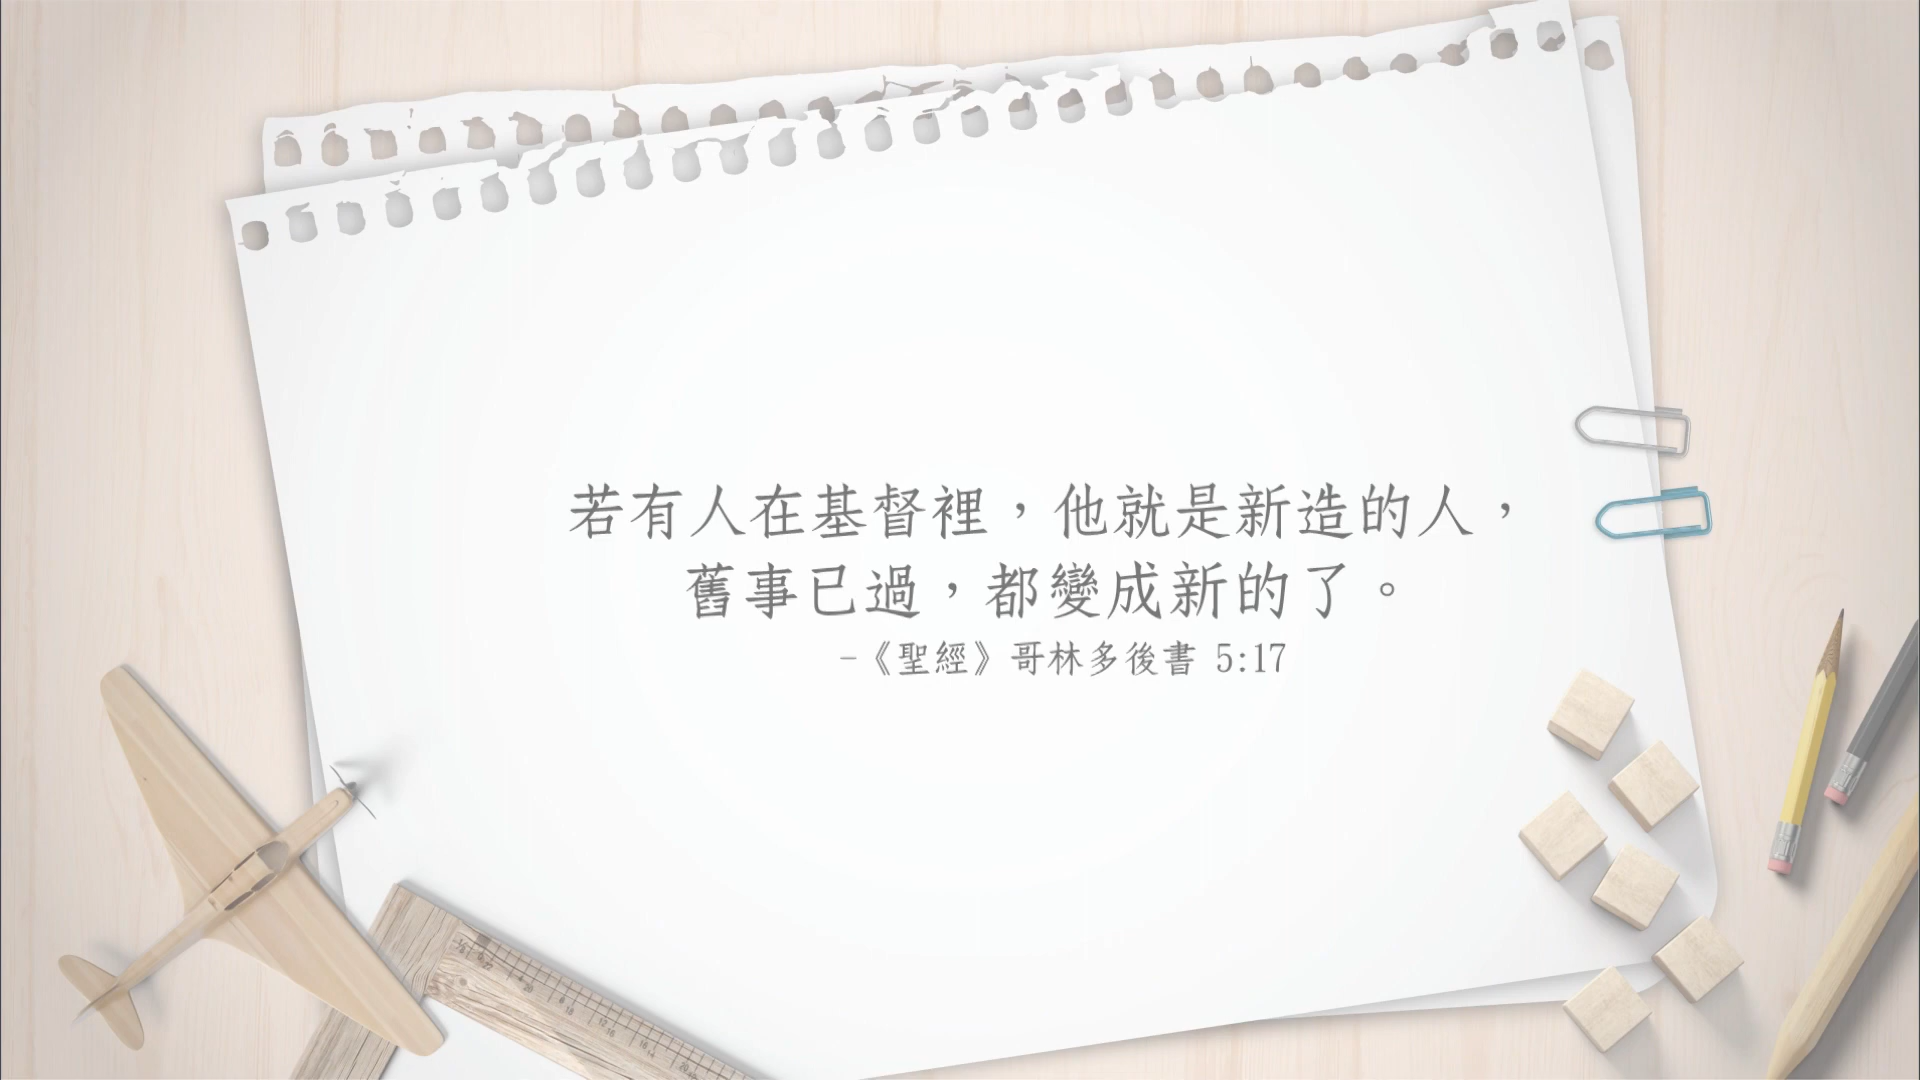 若有人在基督裡，他就是新造的人，
舊事已過，都變成新的了。
-《聖經》哥林多後書 5:17